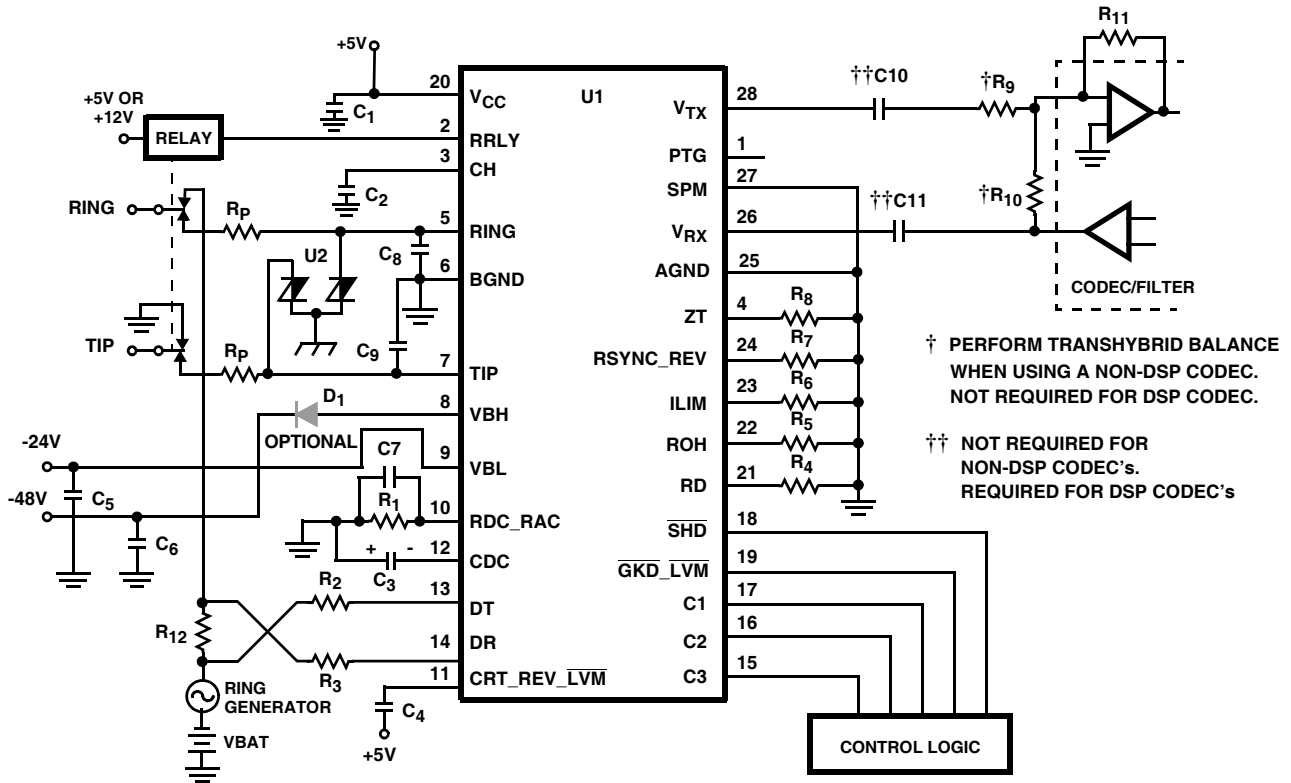 +5V
+5V OR
+12V
RELAY
C1
20
VCC
U1
2
RRLY
3
CH
C2
RING
RP
5
RING
U2
C8
6
BGND
TIP
RP
C9
7
TIP
D1
OPTIONAL
8
VBH
-24V
-48V
C5
C6
C7
9
VBL
R1
10
RDC_RAC
+ -
C3
12
CDC
R2
13
DT
R12
R3
14
DR
11
CRT_REV_LVM
RING
GENERATOR
VBAT
C4
+5V
VTX
28
††C10
†R9
R11
PTG
1
SPM
27
VRX
26
††C11
†R10
AGND
25
CODEC/FILTER
ZT
4
R8
RSYNC_REV
24
R7
ILIM
23
R6
ROH
22
R5
RD
21
R4
SHD
18
GKD_LVM
19
C1
17
C2
16
C3
15
CONTROL LOGIC
† PERFORM TRANSHYBRID BALANCE
WHEN USING A NON-DSP CODEC.
NOT REQUIRED FOR DSP CODEC.
†† NOT REQUIRED FOR
NON-DSP CODEC's.
REQUIRED FOR DSP CODEC's